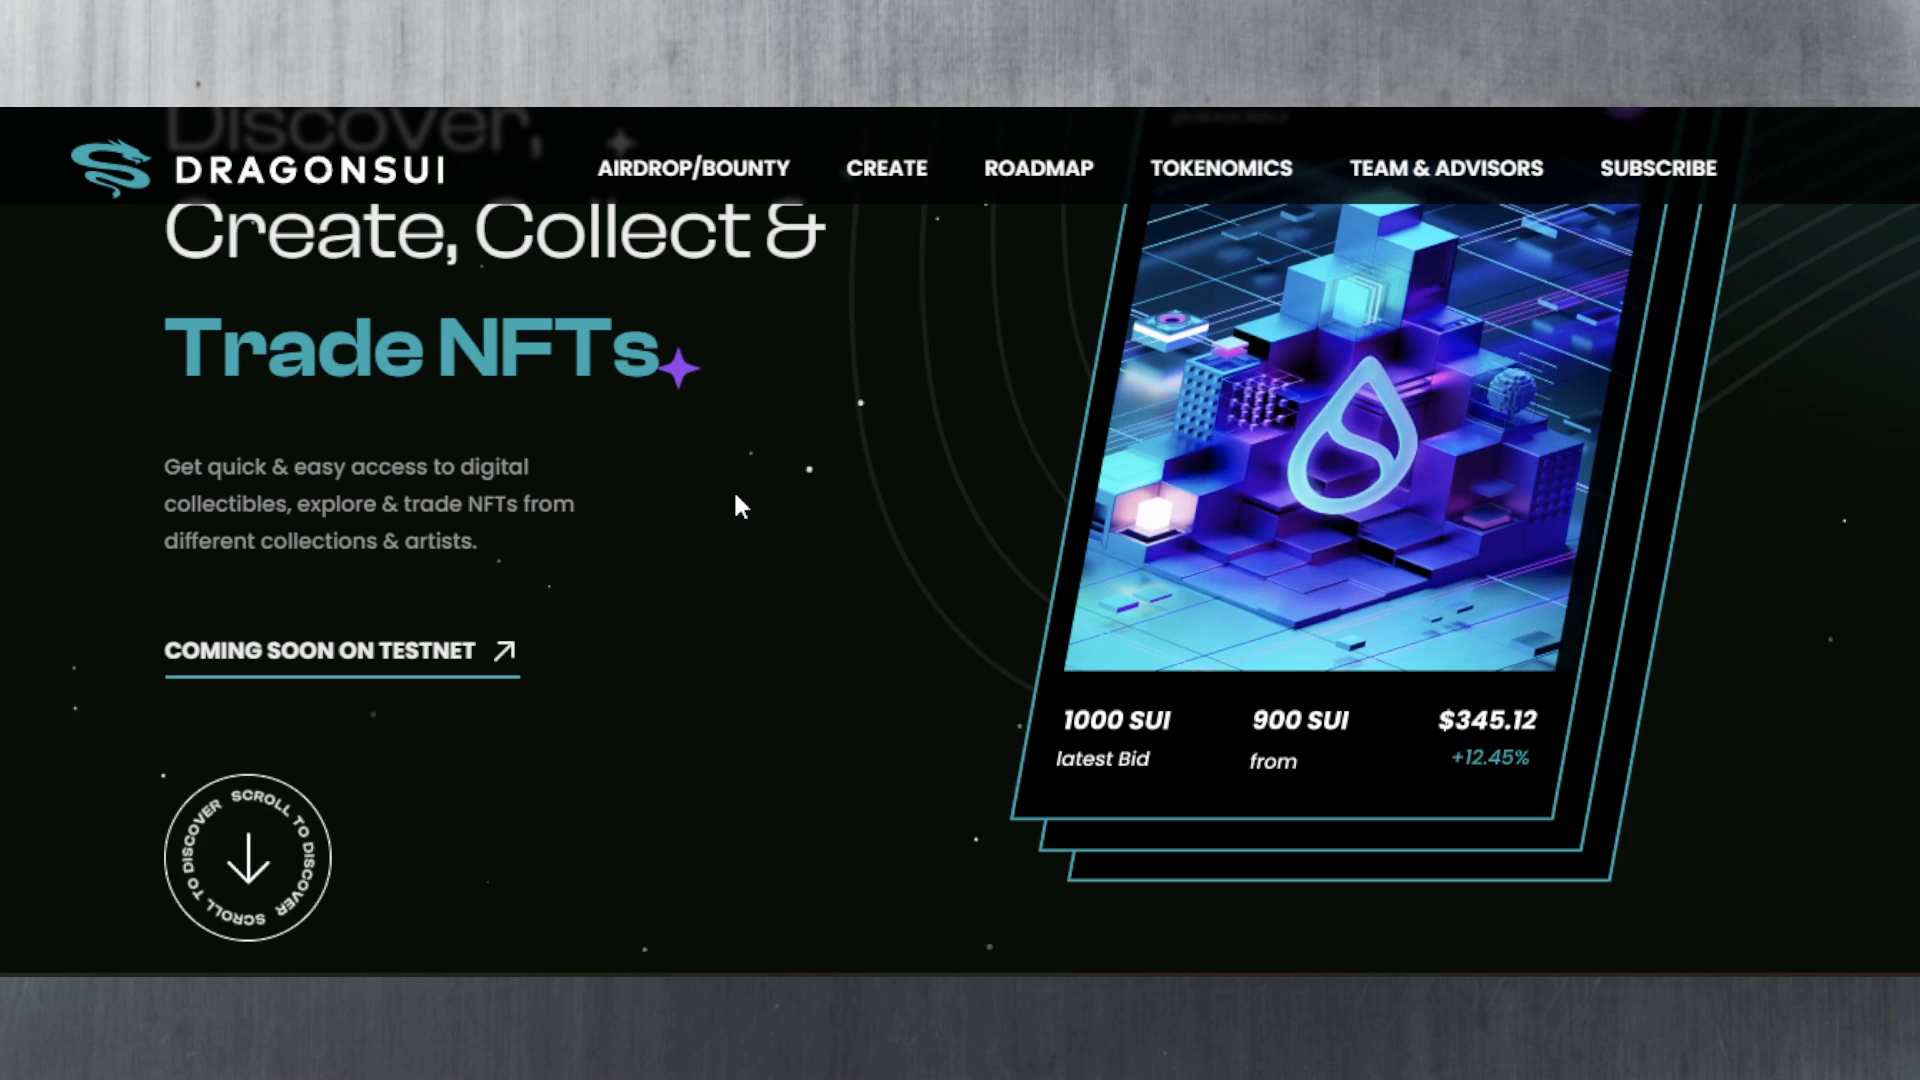 Discover,
DRAGONSUI
AIRDROP/BOUNTY
CREATE
ROADMAP
TOKENOMICS
TEAM & ADVISORS
SUBSCRIBE
Create, Collect &
Trade NFTs
Get quick & easy access to digital
collectibles, explore & trade NFTs from
different collections & artists.
COMING SOON ON TESTNET
SCROLL TO DISCOVER SCROLL TO DISCOVER
1000 SUI
900 SUI
$345.12
latest Bid
from
+12.45%